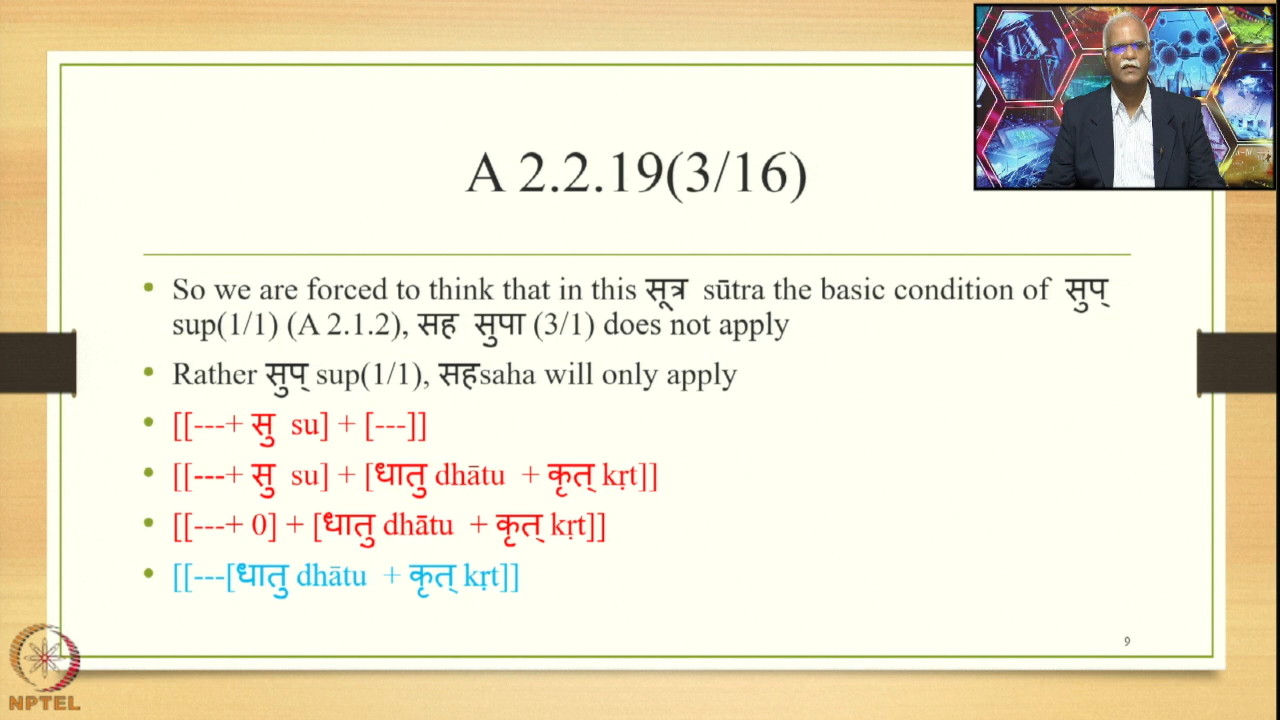 A 2.2.19(3/16)
• So we are forced to think that in this सूत्र sūtra the basic condition of सुप्
sup(1/1) (A 2.1.2), सह सुपा (3/1) does not apply
• Rather सुप् sup(1/1), सहsaha will only apply
• [[---+ सु su] + [---]]
• [[---+ सु su] + [धातु dhātu + कृत् kṛt]]
• [[---+ 0] + [धातु dhātu + कृत् kṛt]]
• [[---[धातु dhātu + कृत् kṛt]]
9
NPTEL